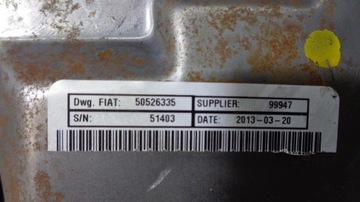 Dwg. FIAT: 50526335 SUPPLIER: 99947
S/N: 51403 DATE: 2013-03-20